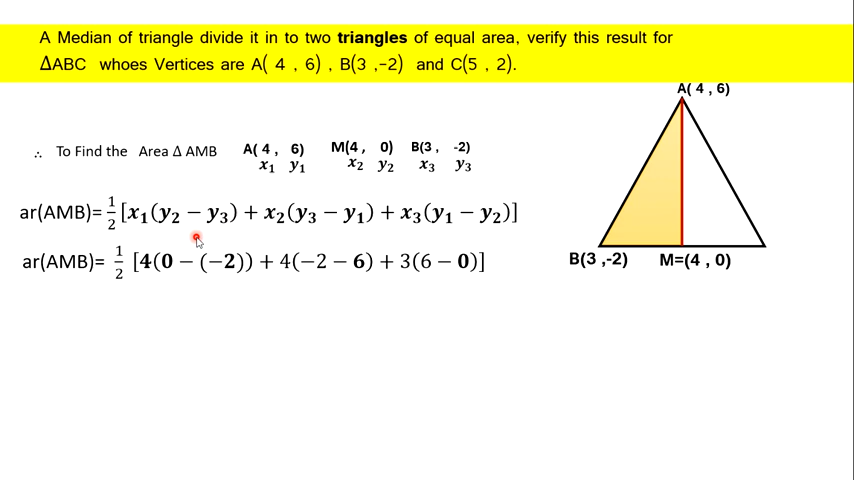 A Median of triangle divide it in to two triangles of equal area, verify this result for
ΔABC whoes Vertices are A( 4 , 6) , B(3 ,−2) and C(5 , 2).
A( 4 , 6)
∴ To Find the Area Δ AMB A( 4 , 6) M(4 , 0) B(3 , -2)
x₁ y₁ x₂ y₂ x₃ y₃
ar(AMB)= 1/2 [x₁(y₂ − y₃) + x₂(y₃ − y₁) + x₃(y₁ − y₂)]
ar(AMB)= 1/2 [4(0 − (−2)) + 4(−2 − 6) + 3(6 − 0)]
B(3 ,-2) M=(4 , 0)